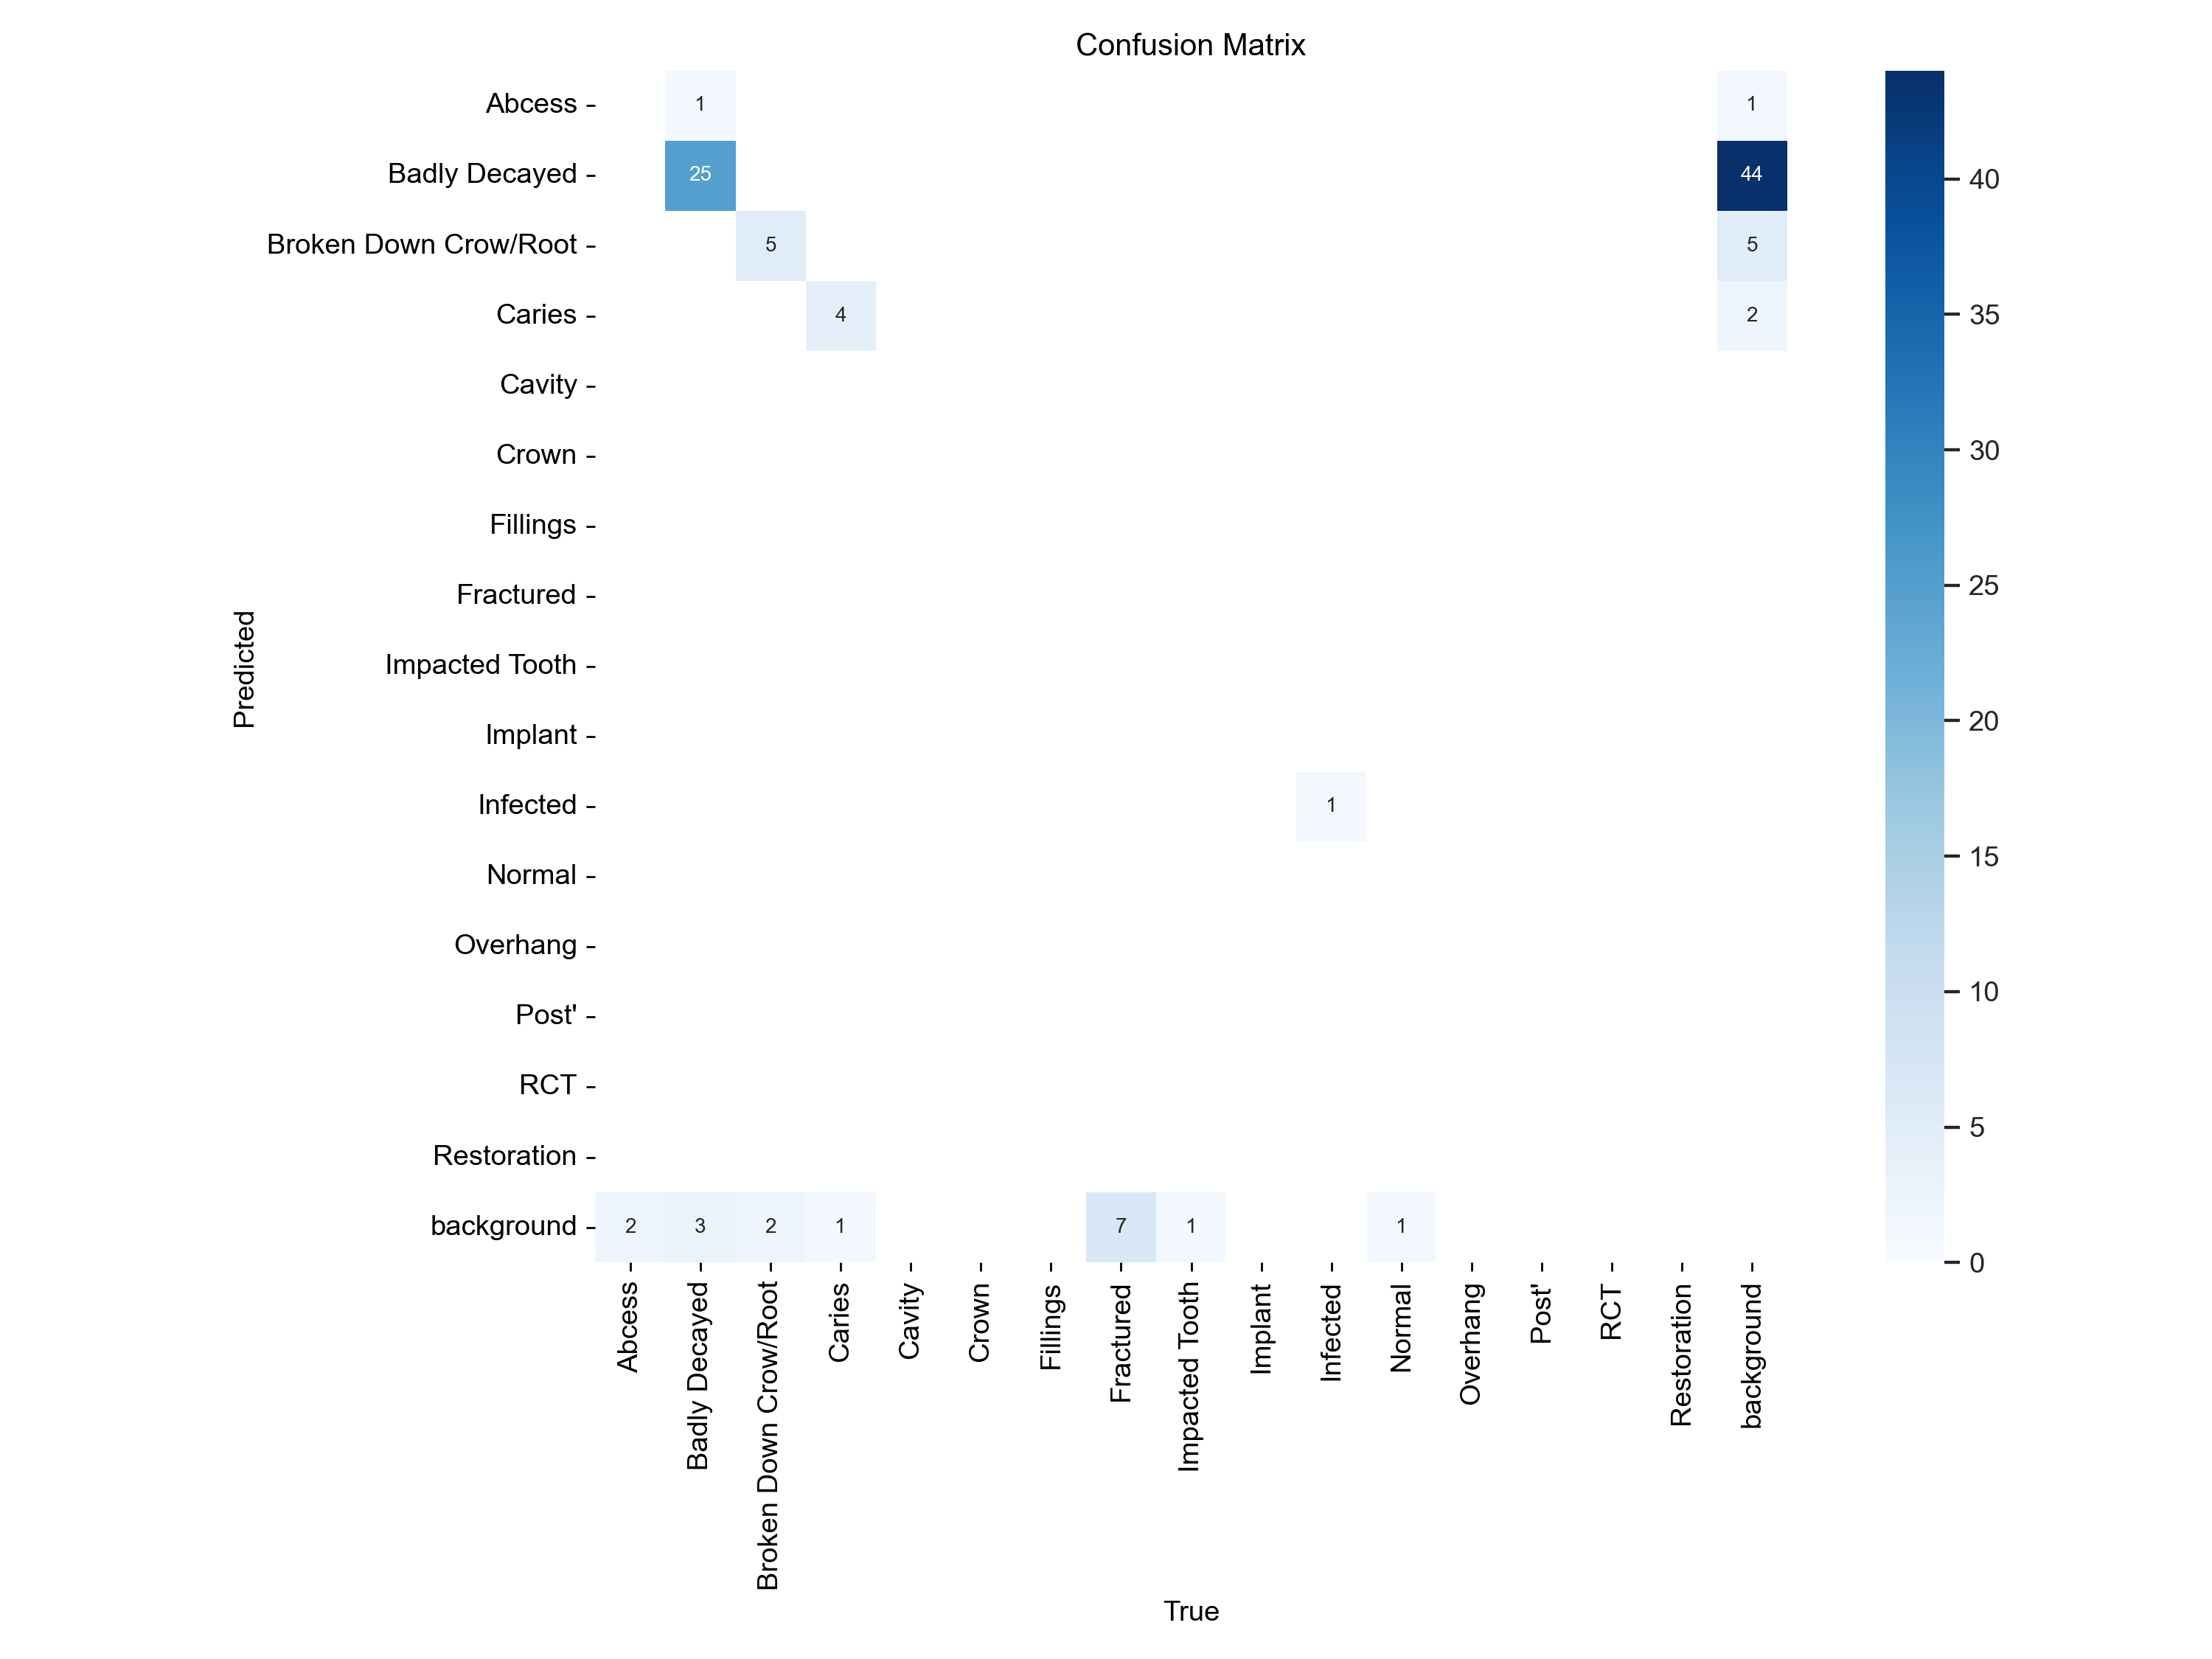 Confusion Matrix
Abcess
1
1
Badly Decayed
25
44
Broken Down Crow/Root
5
5
Caries
4
2
Cavity
Crown
Fillings
Fractured
Impacted Tooth
Implant
Infected
1
Normal
Overhang
Post'
RCT
Restoration
background
2
3
2
1
7
1
1
Predicted
Abcess
Badly Decayed
Broken Down Crow/Root
Caries
Cavity
Crown
Fillings
Fractured
Impacted Tooth
Implant
Infected
Normal
Overhang
Post'
RCT
Restoration
background
True
40
35
30
25
20
15
10
5
0